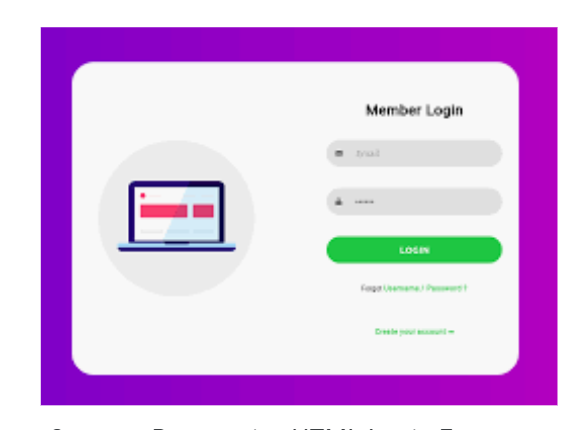 Member Login
Email
LOGIN
Forgot Username / Password?
Create your account →